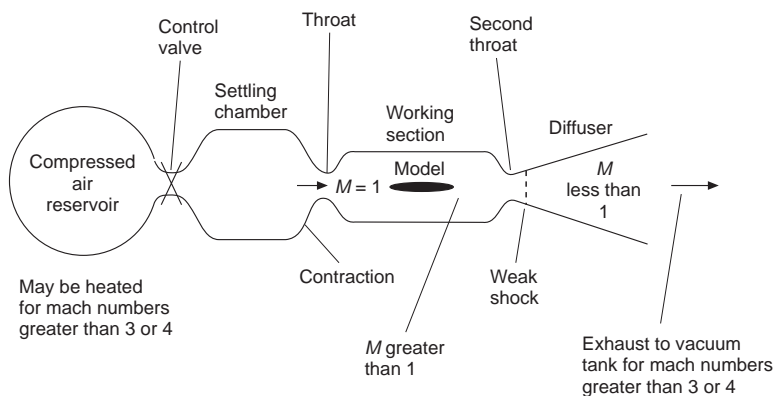 Control
valve
Throat
Second
throat
Settling
chamber
Working
section
Diffuser
Compressed
air
reservoir
M = 1
Model
M
less than
1
May be heated
for mach numbers
greater than 3 or 4
Contraction
Weak
shock
M greater
than 1
Exhaust to vacuum
tank for mach numbers
greater than 3 or 4